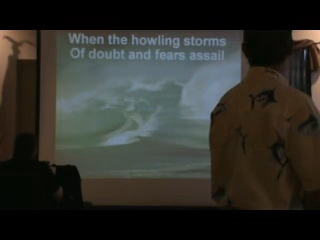 When the howling storms
Of doubt and fears assail